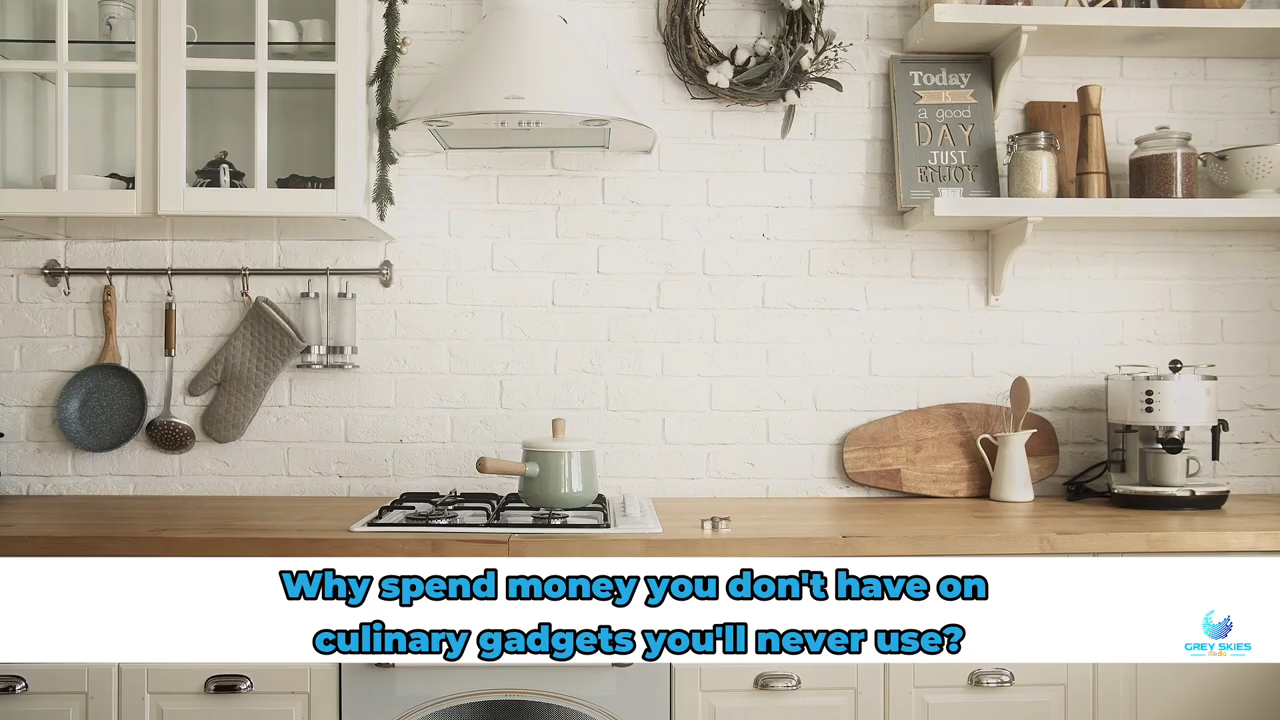 Today
IS
a good
DAY
JUST
ENJOY
Why spend money you don't have on
culinary gadgets you'll never use?
GREY SKIES
Media